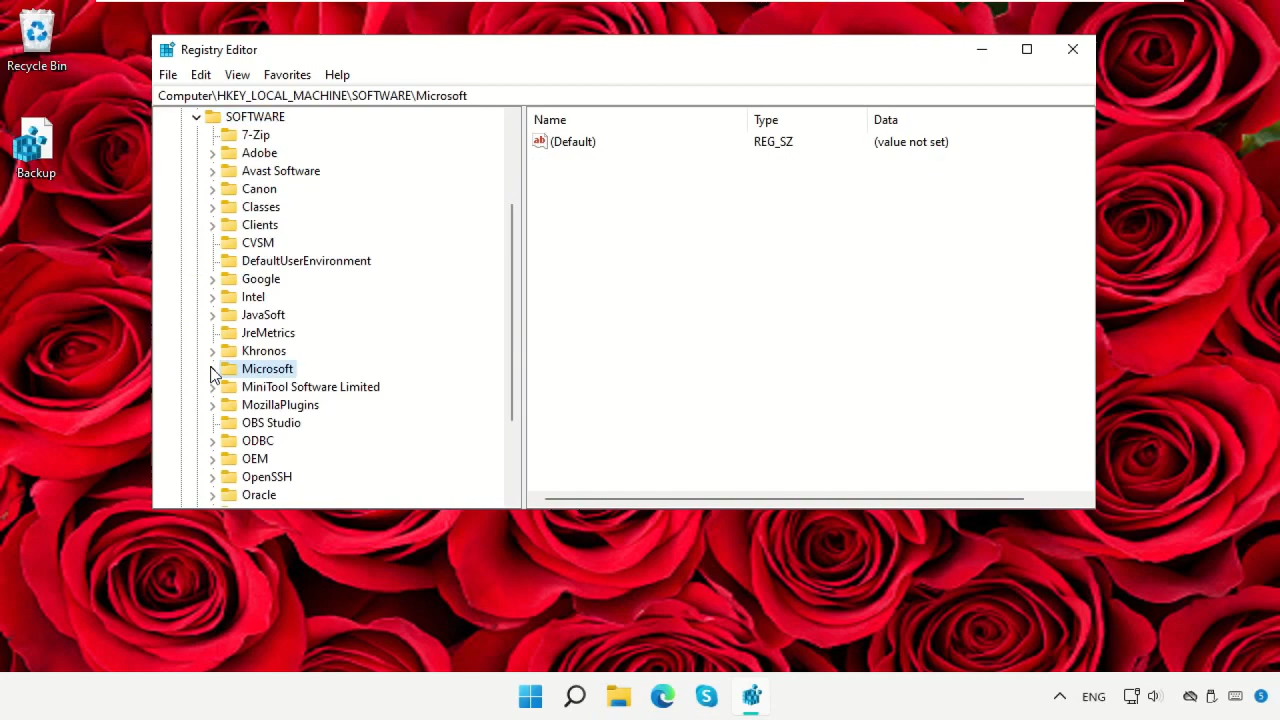 Recycle Bin
Backup
Registry Editor
File Edit View Favorites Help
Computer\HKEY_LOCAL_MACHINE\SOFTWARE\Microsoft
SOFTWARE
7-Zip
Adobe
Avast Software
Canon
Classes
Clients
CVSM
DefaultUserEnvironment
Google
Intel
JavaSoft
JreMetrics
Khronos
Microsoft
MiniTool Software Limited
MozillaPlugins
OBS Studio
ODBC
OEM
OpenSSH
Oracle
Name Type Data
ab (Default) REG_SZ (value not set)
S
ENG
5